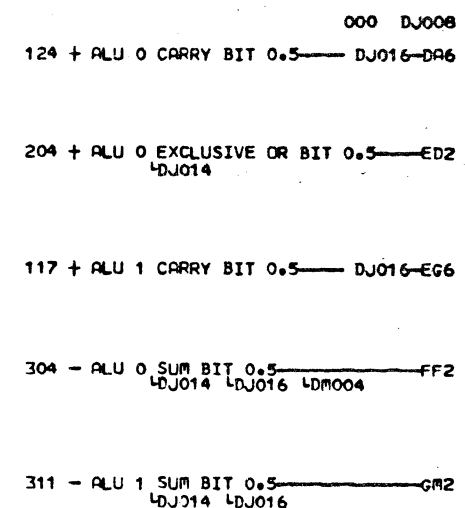 000 DJ008
124 + ALU 0 CARRY BIT 0.5 DJ016 DA6
204 + ALU 0 EXCLUSIVE OR BIT 0.5 ED2
DJ014
117 + ALU 1 CARRY BIT 0.5 DJ016 EG6
304 - ALU 0 SUM BIT 0.5 FF2
DJ014 DJ016 DM004
311 - ALU 1 SUM BIT 0.5 GM2
DJ014 DJ016